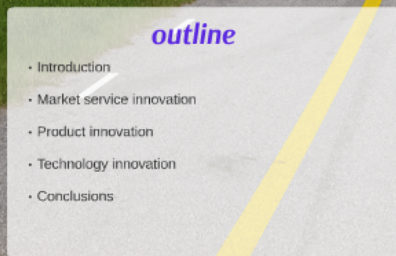 outline
• Introduction
• Market service innovation
• Product innovation
• Technology innovation
• Conclusions